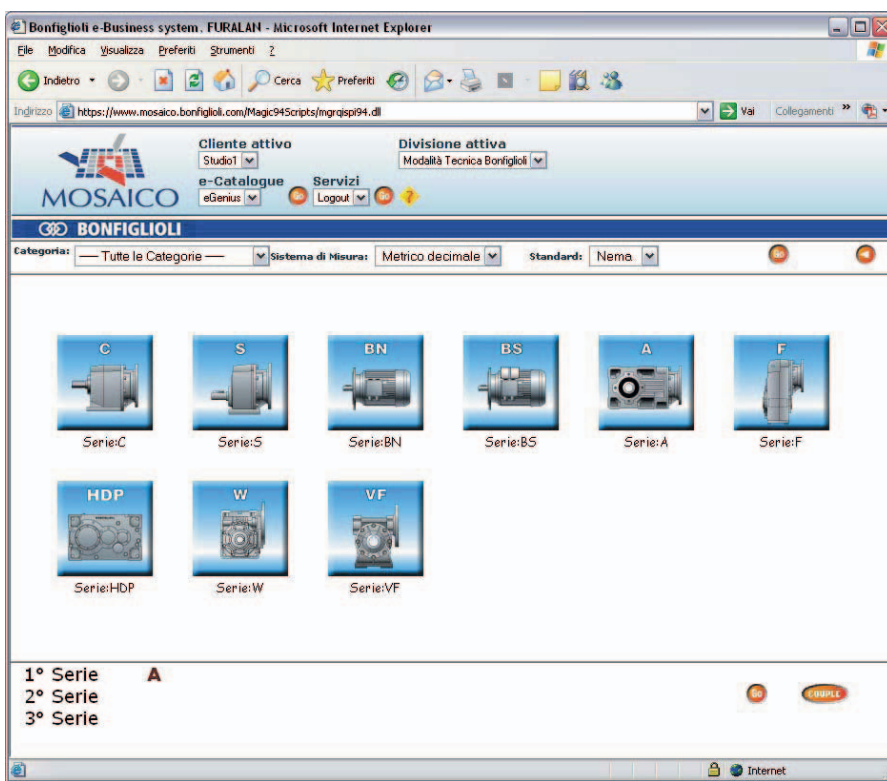 Bonfiglioli e-Business system, FURALAN - Microsoft Internet Explorer
File Modifica Visualizza Preferiti Strumenti ?
Indietro Cerca Preferiti
Indirizzo https://www.mosaico.bonfiglioli.com/Magic94Scripts/mgrqispi94.dll Vai Collegamenti »
MOSAICO
Cliente attivo Divisione attiva
Studio1 Modalità Tecnica Bonfiglioli
e-Catalogue Servizi
eGenius Go Logout Go ?
BONFIGLIOLI
Categoria: — Tutte le Categorie — Sistema di Misura: Metrico decimale Standard: Nema Go
C S BN BS A F
Serie:C Serie:S Serie:BN Serie:BS Serie:A Serie:F
HDP W VF
Serie:HDP Serie:W Serie:VF
1° Serie A
2° Serie Go COUPLE
3° Serie
Internet